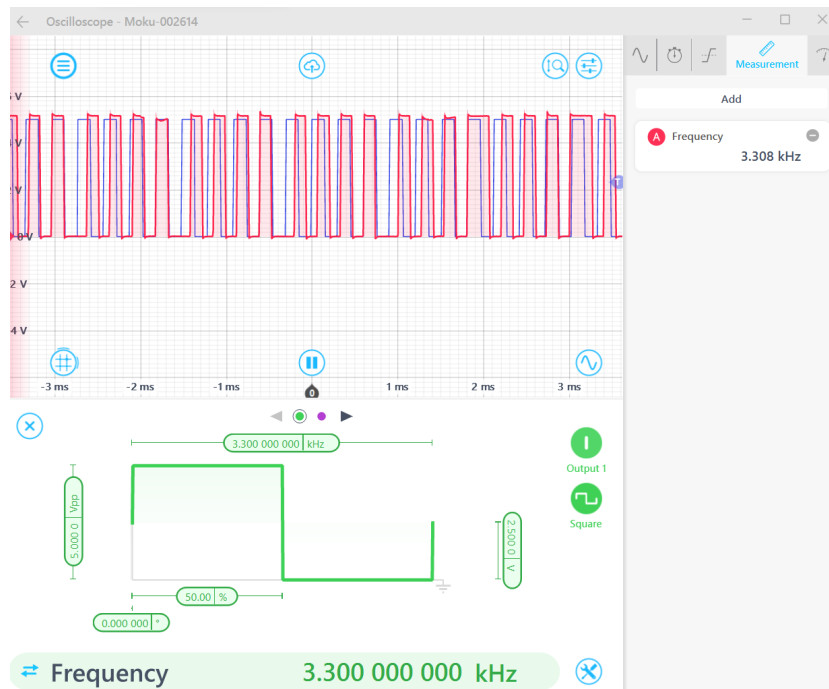 Oscilloscope - Moku-002614
Measurement
Add
A Frequency
3.308 kHz
V
V
2 V
0 V
2 V
4 V
T
-3 ms -2 ms -1 ms 0 1 ms 2 ms 3 ms
3.300 000 000 kHz
Output 1
Square
5.000 0 Vpp
2.500 0 V
50.00 %
0.000 000 °
Frequency 3.300 000 000 kHz